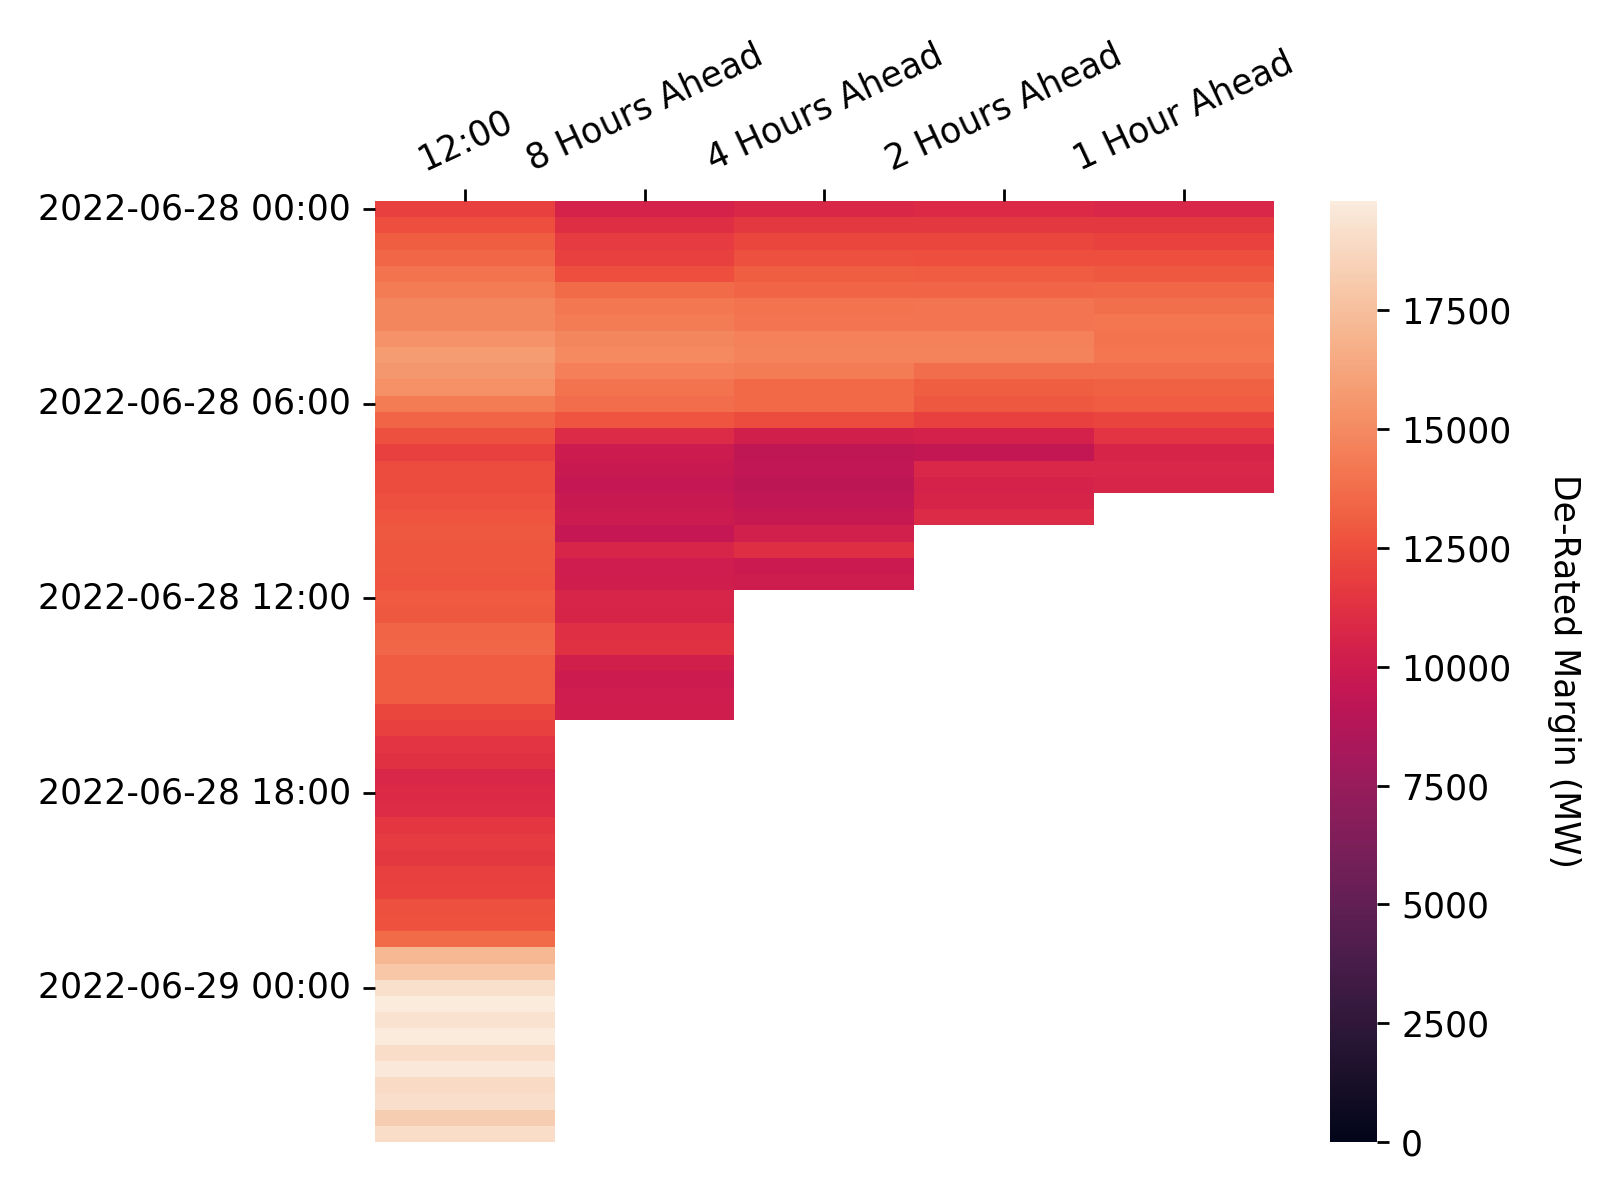 12:00
8 Hours Ahead
4 Hours Ahead
2 Hours Ahead
1 Hour Ahead
2022-06-28 00:00
2022-06-28 06:00
2022-06-28 12:00
2022-06-28 18:00
2022-06-29 00:00
17500
15000
12500
10000
7500
5000
2500
0
De-Rated Margin (MW)